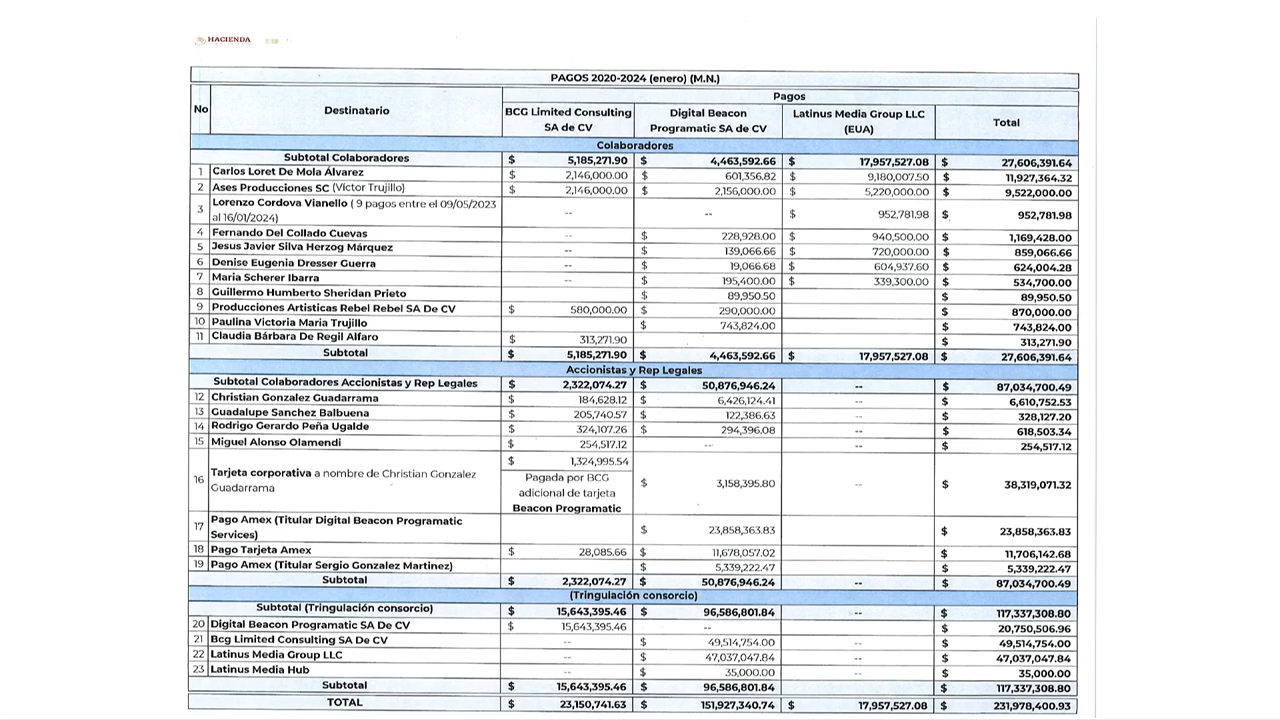 HACIENDA
PAGOS 2020-2024 (enero) (M.N.)
No Destinatario Pagos
BCG Limited Consulting SA de CV Digital Beacon Programatic SA de CV Latinus Media Group LLC (EUA) Total
Colaboradores
Subtotal Colaboradores $ 5,185,271.90 $ 4,463,592.66 $ 17,957,527.08 $ 27,606,391.64
1 Carlos Loret De Mola Álvarez $ 2,146,000.00 $ 601,356.82 $ 9,180,007.50 $ 11,927,364.32
2 Ases Producciones SC (Víctor Trujillo) $ 2,146,000.00 $ 2,156,000.00 $ 5,220,000.00 $ 9,522,000.00
3 Lorenzo Cordova Vianello ( 9 pagos entre el 09/05/2023 al 16/01/2024) -- -- $ 952,781.98 $ 952,781.98
4 Fernando Del Collado Cuevas -- $ 228,928.00 $ 940,500.00 $ 1,169,428.00
5 Jesus Javier Silva Herzog Márquez -- $ 139,066.66 $ 720,000.00 $ 859,066.66
6 Denise Eugenia Dresser Guerra -- $ 19,066.68 $ 604,937.60 $ 624,004.28
7 Maria Scherer Ibarra -- $ 195,400.00 $ 339,300.00 $ 534,700.00
8 Guillermo Humberto Sheridan Prieto $ 89,950.50 $ 89,950.50
9 Producciones Artisticas Rebel Rebel SA De CV $ 580,000.00 $ 290,000.00 $ 870,000.00
10 Paulina Victoria Maria Trujillo $ 743,824.00 $ 743,824.00
11 Claudia Bárbara De Regil Alfaro $ 313,271.90 $ 313,271.90
Subtotal $ 5,185,271.90 $ 4,463,592.66 $ 17,957,527.08 $ 27,606,391.64
Accionistas y Rep Legales
Subtotal Colaboradores Accionistas y Rep Legales $ 2,322,074.27 $ 50,876,946.24 -- $ 87,034,700.49
12 Christian Gonzalez Guadarrama $ 184,628.12 $ 6,426,124.41 -- $ 6,610,752.53
13 Guadalupe Sanchez Balbuena $ 205,740.57 $ 122,386.63 -- $ 328,127.20
14 Rodrigo Gerardo Peña Ugalde $ 324,107.26 $ 294,396.08 -- $ 618,503.34
15 Miguel Alonso Olamendi $ 254,517.12 -- -- $ 254,517.12
16 Tarjeta corporativa a nombre de Christian Gonzalez Guadarrama $ 1,324,995.54 Pagada por BCG adicional de tarjeta Beacon Programatic $ 3,158,395.80 -- $ 38,319,071.32
17 Pago Amex (Titular Digital Beacon Programatic Services) $ 23,858,363.83 $ 23,858,363.83
18 Pago Tarjeta Amex $ 28,085.66 $ 11,678,057.02 $ 11,706,142.68
19 Pago Amex (Titular Sergio Gonzalez Martinez) $ 5,339,222.47 $ 5,339,222.47
Subtotal $ 2,322,074.27 $ 50,876,946.24 -- $ 87,034,700.49
(Tringulación consorcio)
Subtotal (Tringulación consorcio) $ 15,643,395.46 $ 96,586,801.84 -- $ 117,337,308.80
20 Digital Beacon Programatic SA De CV $ 15,643,395.46 -- $ 20,750,506.96
21 Bcg Limited Consulting SA De CV -- $ 49,514,754.00 -- $ 49,514,754.00
22 Latinus Media Group LLC -- $ 47,037,047.84 -- $ 47,037,047.84
23 Latinus Media Hub -- $ 35,000.00 -- $ 35,000.00
Subtotal $ 15,643,395.46 $ 96,586,801.84 $ 117,337,308.80
TOTAL $ 23,150,741.63 $ 151,927,340.74 $ 17,957,527.08 $ 231,978,400.93